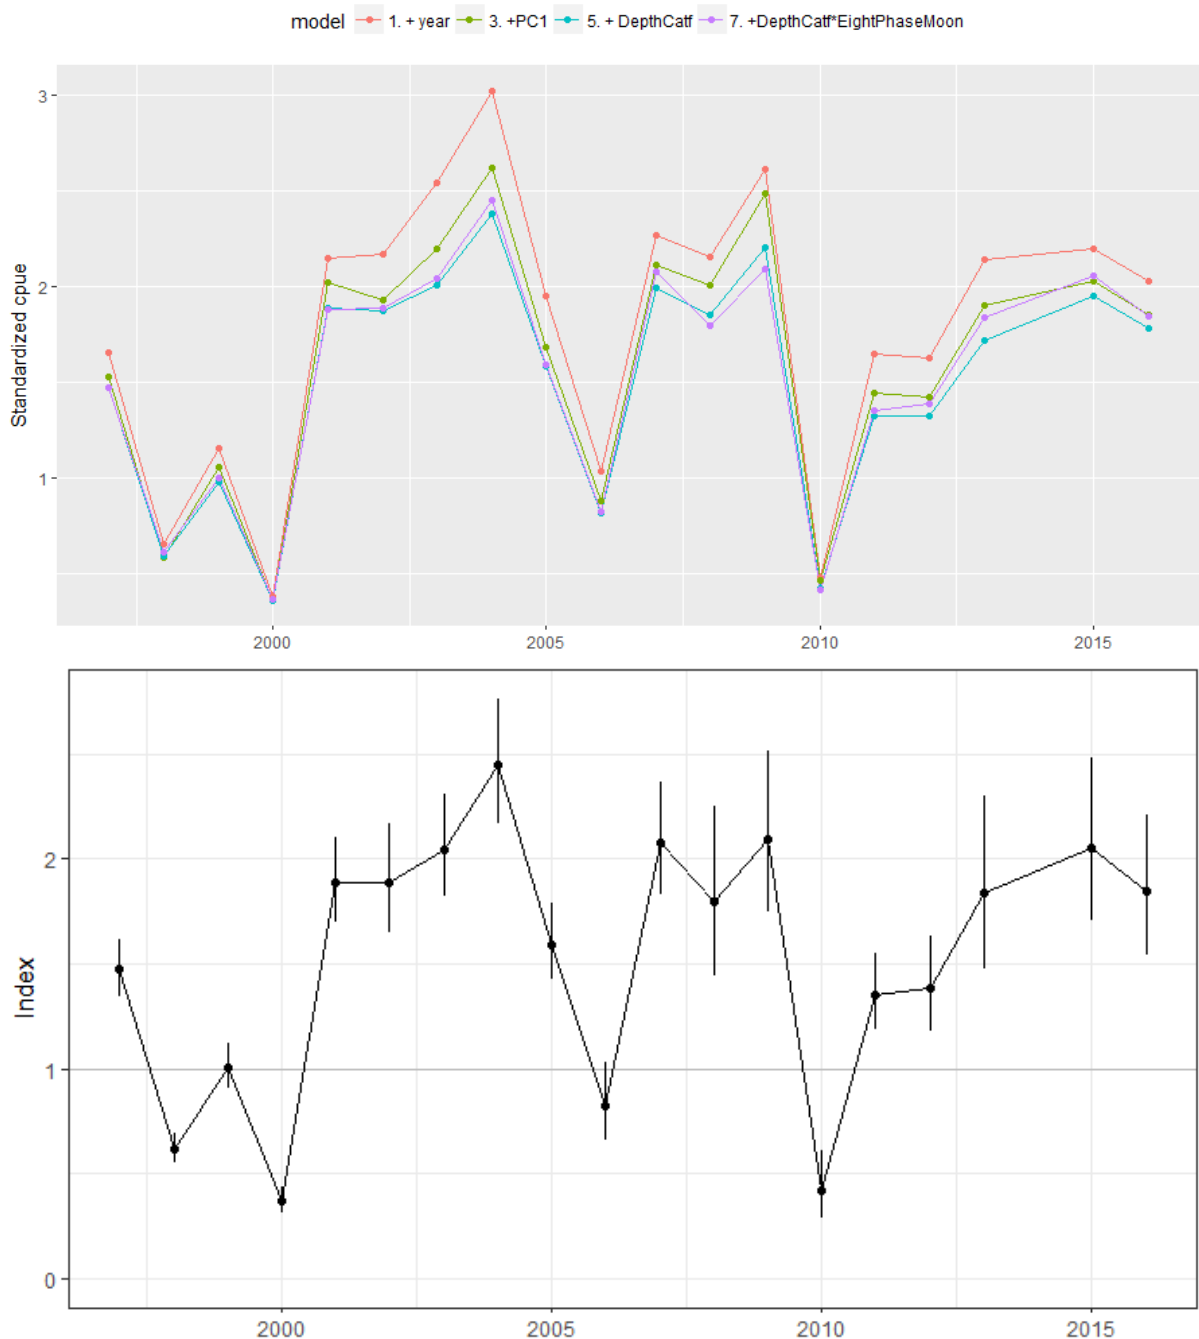 model 1. + year 3. +PC1 5. + DepthCatf 7. +DepthCatf*EightPhaseMoon
Standardized cpue
3
2
1
2000 2005 2010 2015
Index
2
1
0
2000 2005 2010 2015